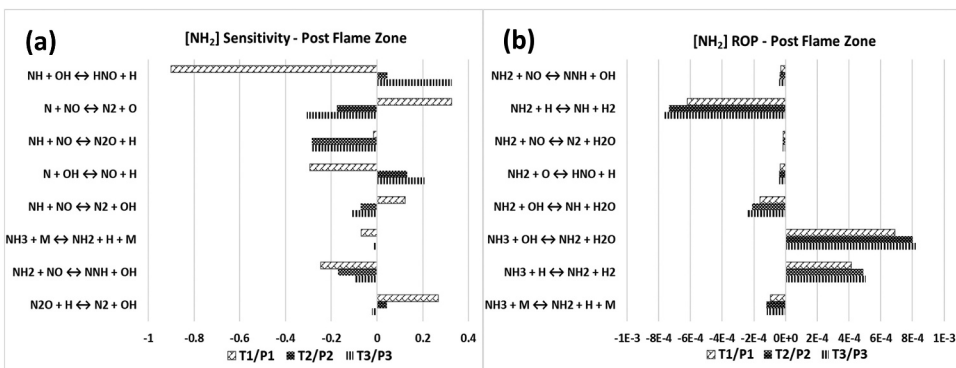 (a)
[NH₂] Sensitivity - Post Flame Zone
NH + OH ↔ HNO + H
N + NO ↔ N2 + O
NH + NO ↔ N2O + H
N + OH ↔ NO + H
NH + NO ↔ N2 + OH
NH3 + M ↔ NH2 + H + M
NH2 + NO ↔ NNH + OH
N2O + H ↔ N2 + OH
-1 -0.8 -0.6 -0.4 -0.2 0 0.2 0.4
T1/P1 T2/P2 T3/P3
(b)
[NH₂] ROP - Post Flame Zone
NH2 + NO ↔ NNH + OH
NH2 + H ↔ NH + H2
NH2 + NO ↔ N2 + H2O
NH2 + O ↔ HNO + H
NH2 + OH ↔ NH + H2O
NH3 + OH ↔ NH2 + H2O
NH3 + H ↔ NH2 + H2
NH3 + M ↔ NH2 + H + M
-1E-3 -8E-4 -6E-4 -4E-4 -2E-4 0E+0 2E-4 4E-4 6E-4 8E-4 1E-3
T1/P1 T2/P2 T3/P3